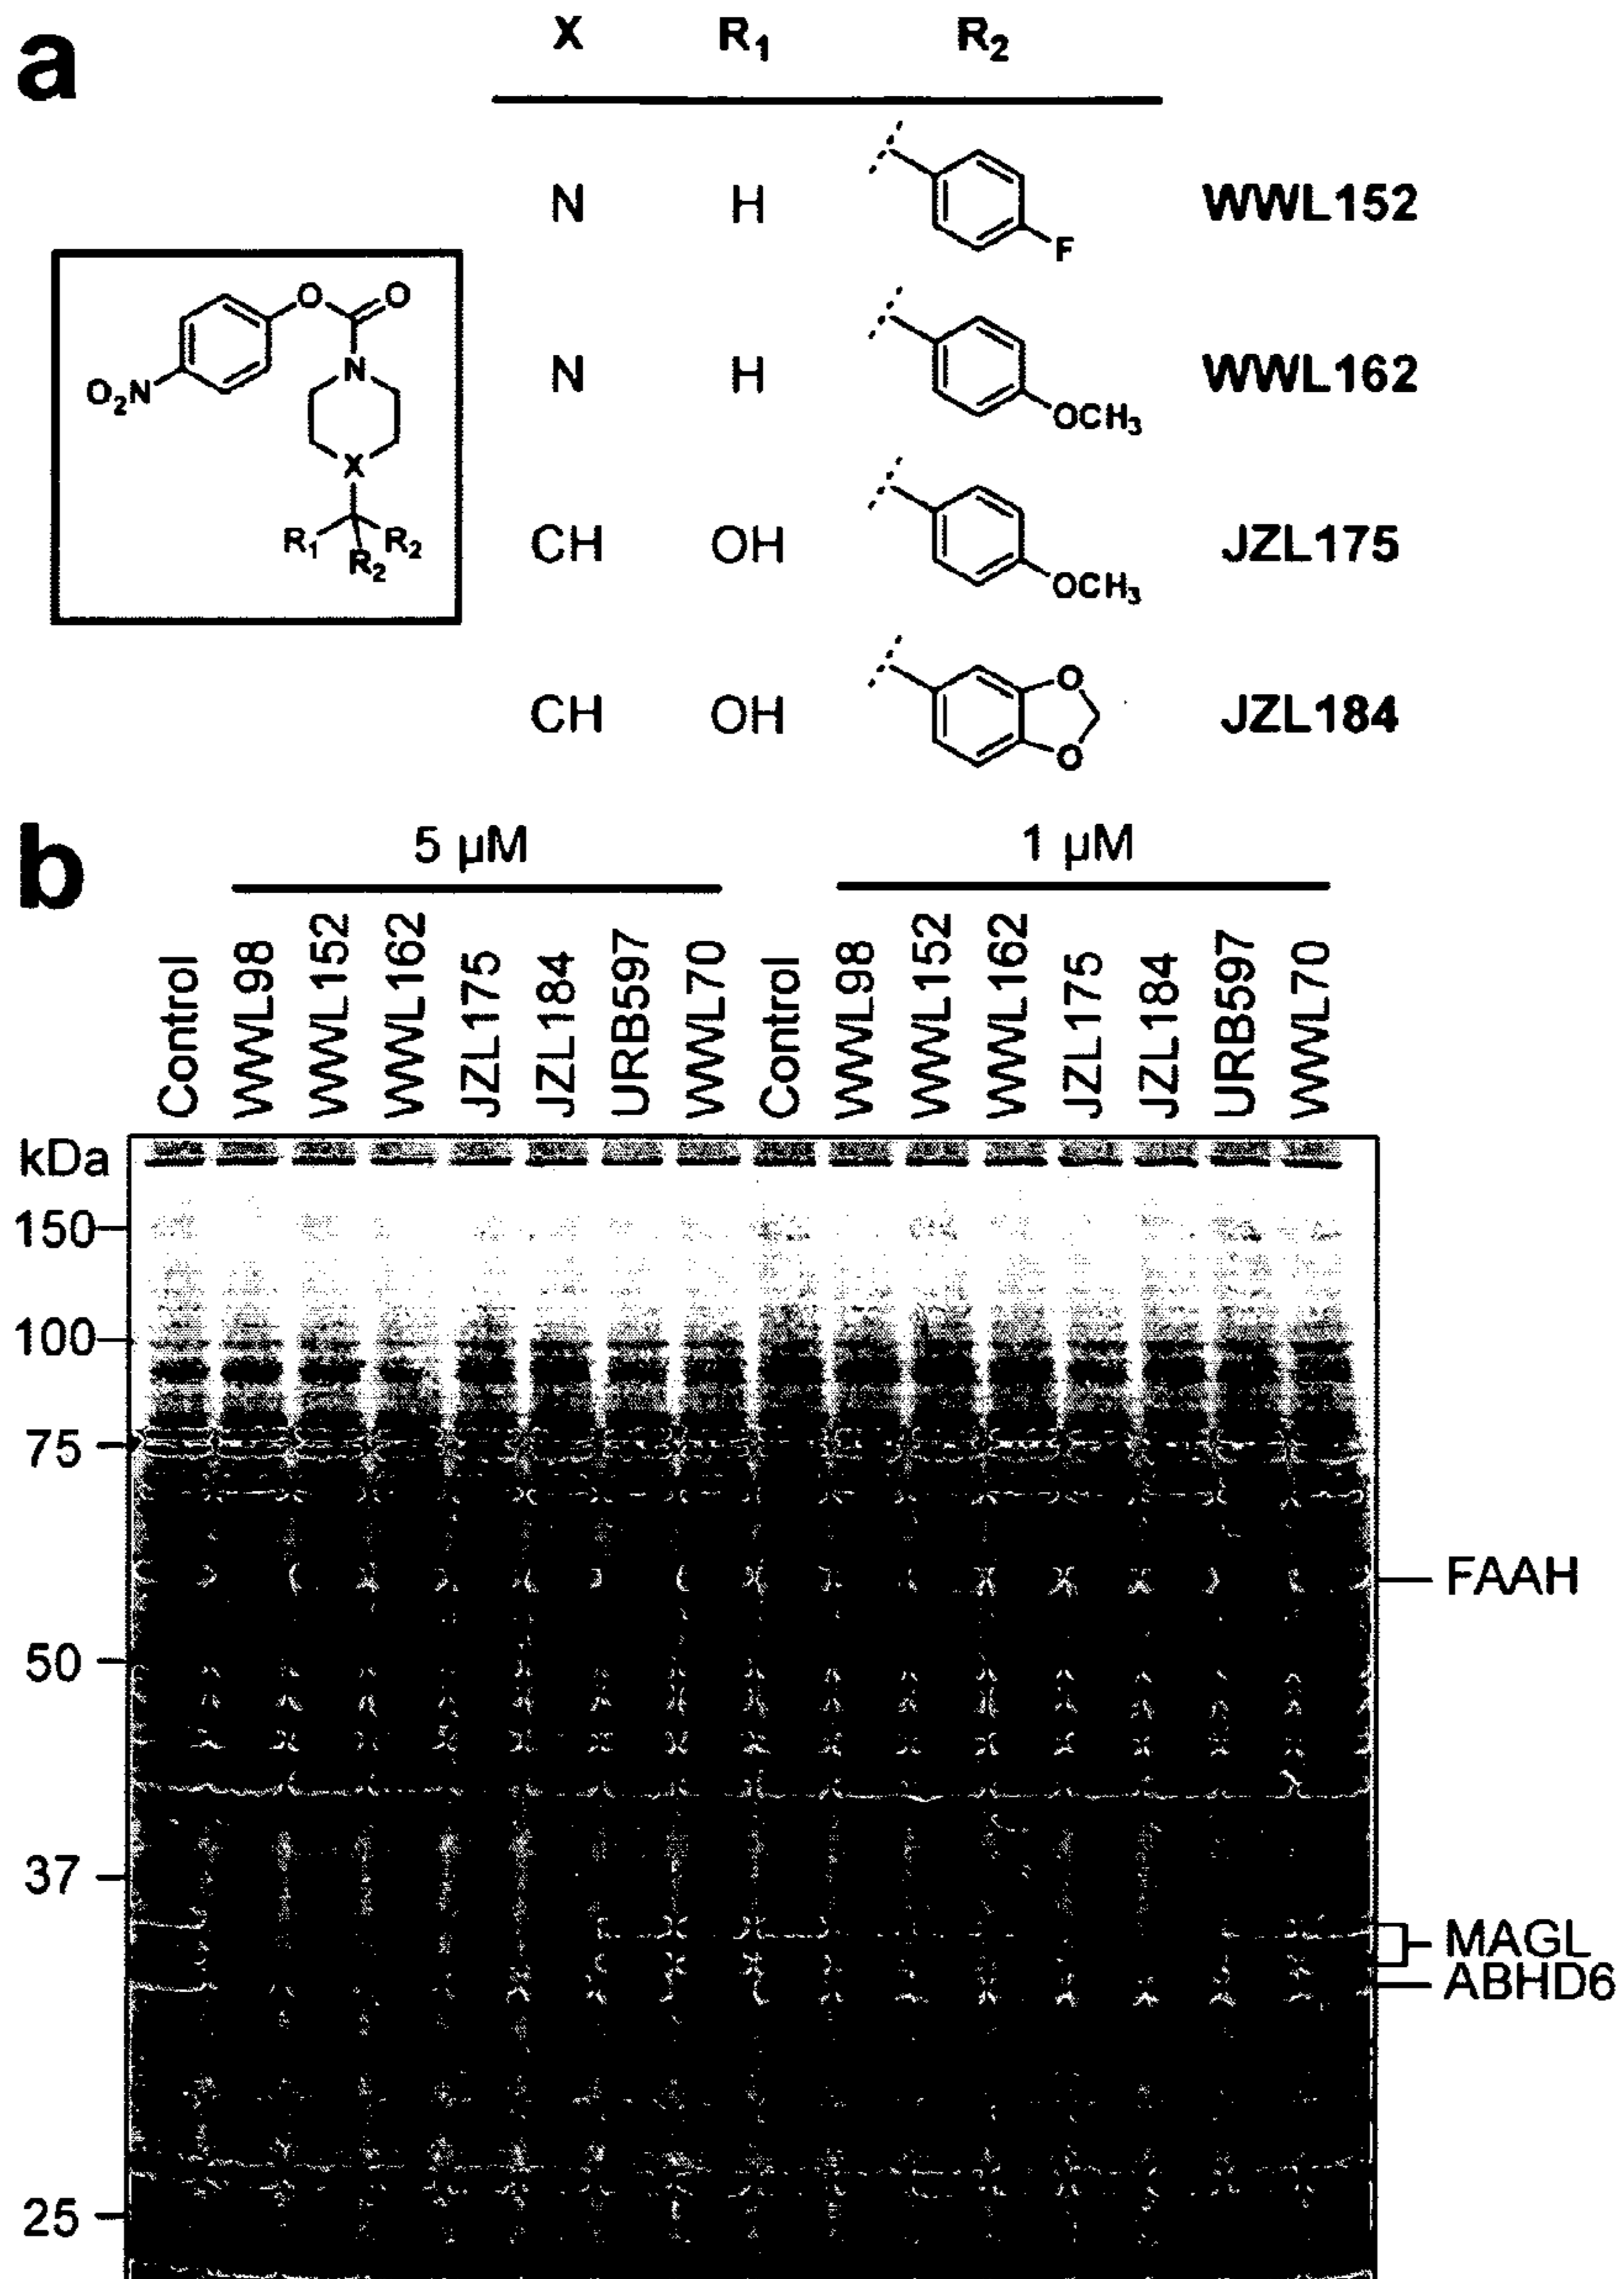 a
X R1 R2
N H F WWL152
O O
N
O2N
X
R1 R2
R2
N H OCH3 WWL162
CH OH OCH3 JZL175
CH OH O O JZL184
b
5 µM 1 µM
Control WWL98 WWL152 WWL162 JZL175 JZL184 URB597 WWL70 Control WWL98 WWL152 WWL162 JZL175 JZL184 URB597 WWL70
kDa
150
100
75
FAAH
50
37
MAGL
ABHD6
25